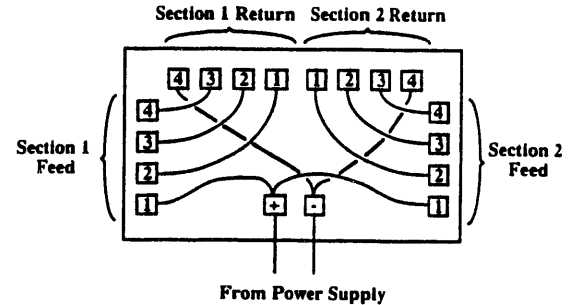 Section 1 Return Section 2 Return
4 3 2 1 1 2 3 4
4 4
3 3
Section 1 Feed Section 2 Feed
2 2
1 + - 1
From Power Supply